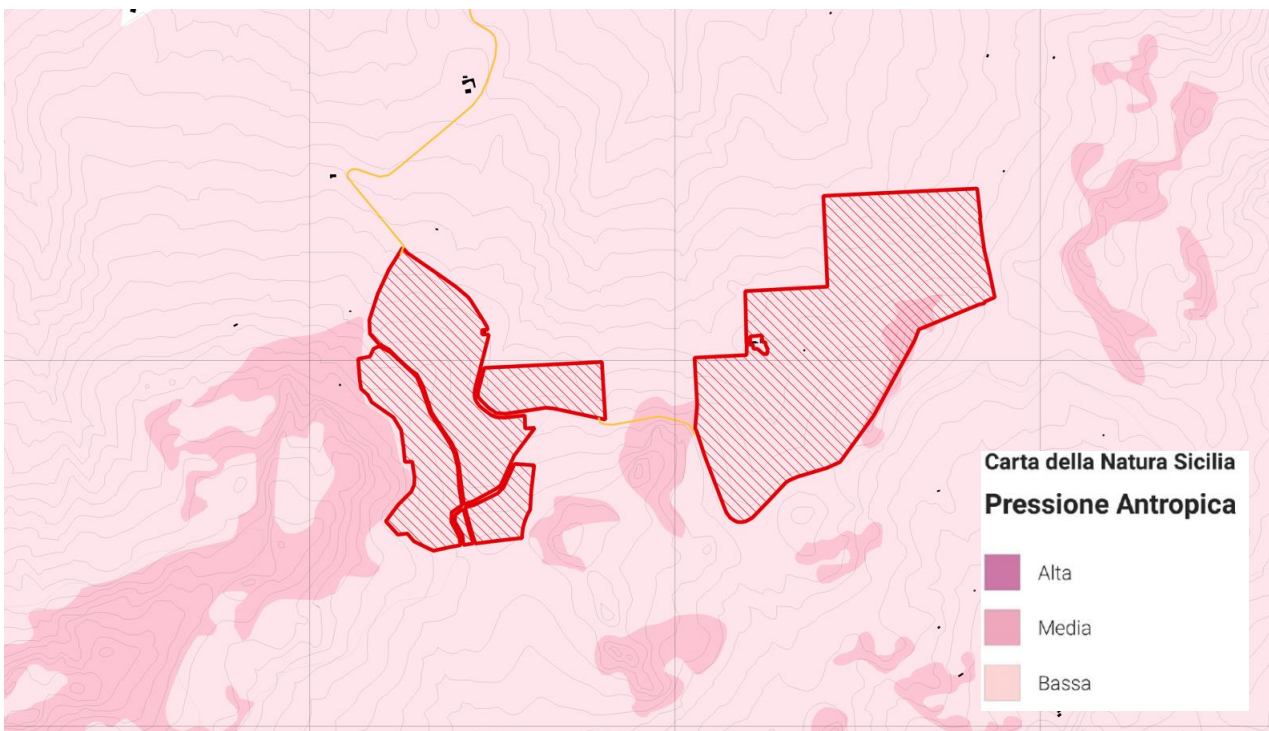 Carta della Natura Sicilia
Pressione Antropica
Alta
Media
Bassa